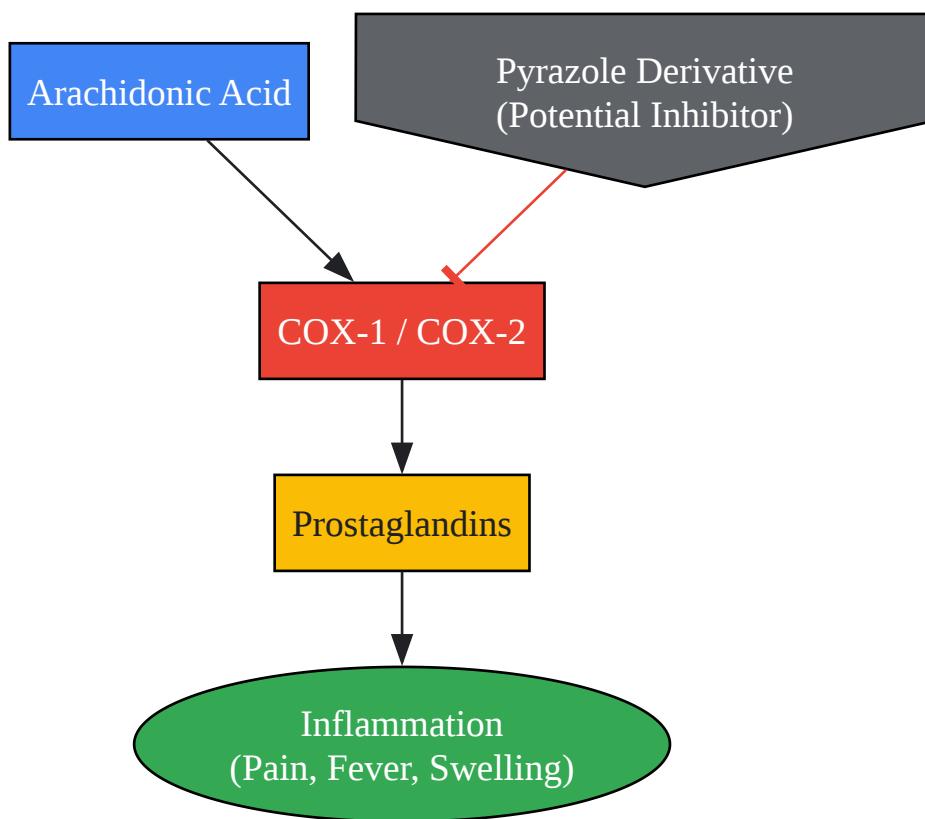 Arachidonic Acid
Pyrazole Derivative
(Potential Inhibitor)
COX-1 / COX-2
Prostaglandins
Inflammation
(Pain, Fever, Swelling)